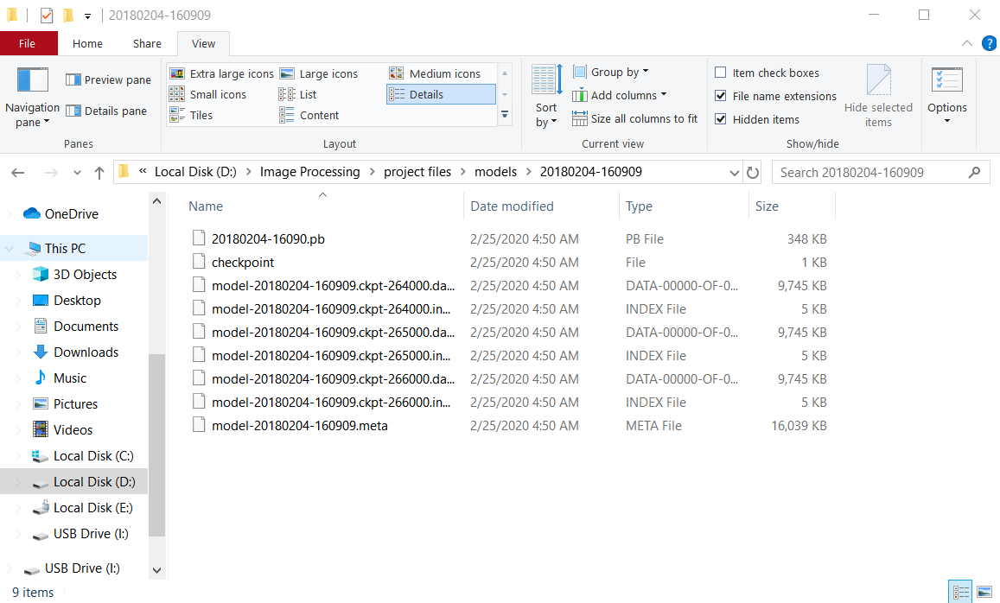 20180204-160909
File Home Share View
Navigation pane
Preview pane
Details pane
Panes
Extra large icons Large icons Medium icons
Small icons List Details
Tiles Content
Layout
Sort by
Group by
Add columns
Size all columns to fit
Current view
Item check boxes
File name extensions
Hidden items
Hide selected items
Show/hide
Options
« Local Disk (D:) > Image Processing > project files > models > 20180204-160909
Search 20180204-160909
OneDrive
This PC
3D Objects
Desktop
Documents
Downloads
Music
Pictures
Videos
Local Disk (C:)
Local Disk (D:)
Local Disk (E:)
USB Drive (I:)
USB Drive (I:)
Name Date modified Type Size
20180204-16090.pb 2/25/2020 4:50 AM PB File 348 KB
checkpoint 2/25/2020 4:50 AM File 1 KB
model-20180204-160909.ckpt-264000.da... 2/25/2020 4:50 AM DATA-00000-OF-0... 9,745 KB
model-20180204-160909.ckpt-264000.in... 2/25/2020 4:50 AM INDEX File 5 KB
model-20180204-160909.ckpt-265000.da... 2/25/2020 4:50 AM DATA-00000-OF-0... 9,745 KB
model-20180204-160909.ckpt-265000.in... 2/25/2020 4:50 AM INDEX File 5 KB
model-20180204-160909.ckpt-266000.da... 2/25/2020 4:50 AM DATA-00000-OF-0... 9,745 KB
model-20180204-160909.ckpt-266000.in... 2/25/2020 4:50 AM INDEX File 5 KB
model-20180204-160909.meta 2/25/2020 4:50 AM META File 16,039 KB
9 items